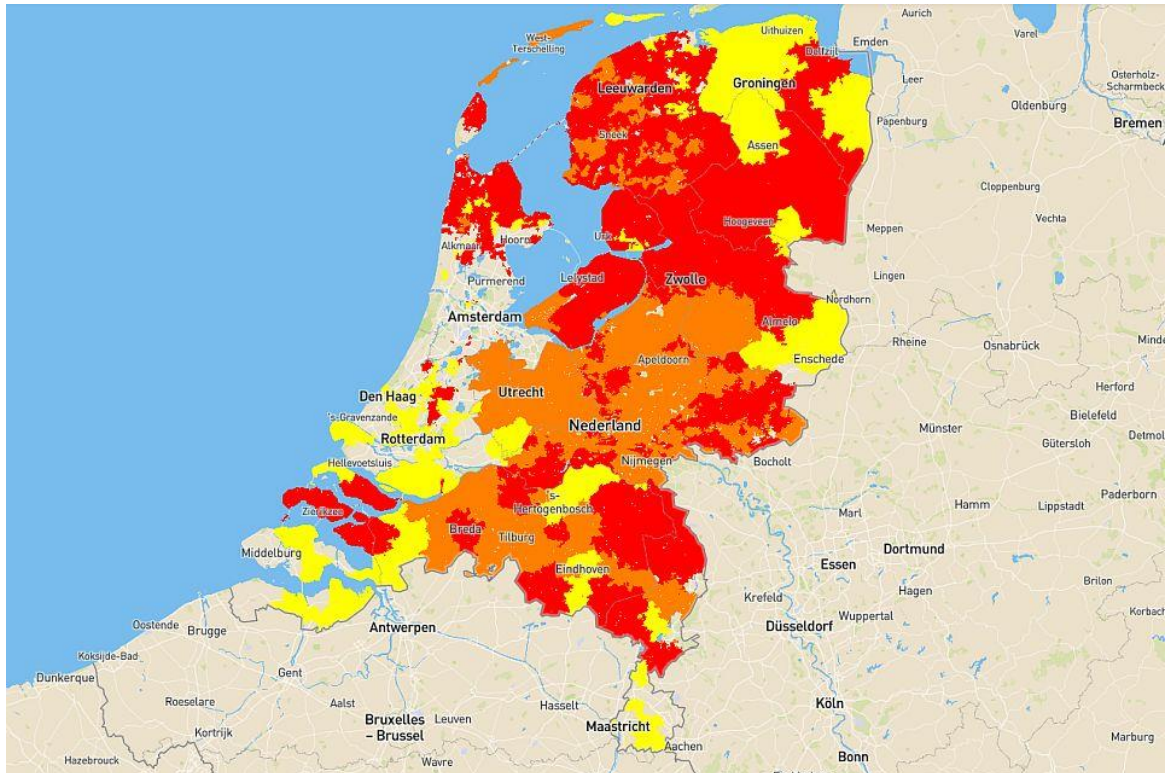 Aurich
Varel
Bremerhaven
Uithuizen
Emden
West-
Terschelling
Delfzijl
Leer
Osterholz-
Scharmbeck
Leeuwarden
Groningen
Oldenburg
Papenburg
Bremen
Sneek
Assen
Cloppenburg
Hoogeveen
Meppen
Vechta
Hoorn
Urk
Alkmaar
Lingen
Lelystad
Zwolle
Purmerend
Nordhorn
Amsterdam
Almelo
Rheine
Osnabrück
Minde
Apeldoorn
Enschede
Herford
Den Haag
Utrecht
's-Gravenzande
Nederland
Münster
Bielefeld
Rotterdam
Gütersloh
Detmol
Hellevoetsluis
Nijmegen
Bocholt
's-
Hertogenbosch
Hamm
Paderborn
Zierikzee
Marl
Lippstadt
Breda
Tilburg
Middelburg
Dortmund
Eindhoven
Essen
Brilon
Krefeld
Hagen
Korbach
Oostende
Antwerpen
Düsseldorf
Wuppertal
Brugge
Koksijde-Bad
Gent
Dunkerque
Roeselare
Aalst
Hasselt
Köln
Bruxelles
– Brussel
Leuven
Maastricht
Kortrijk
Marburg
Aachen
Hazebrouck
Wavre
Bonn